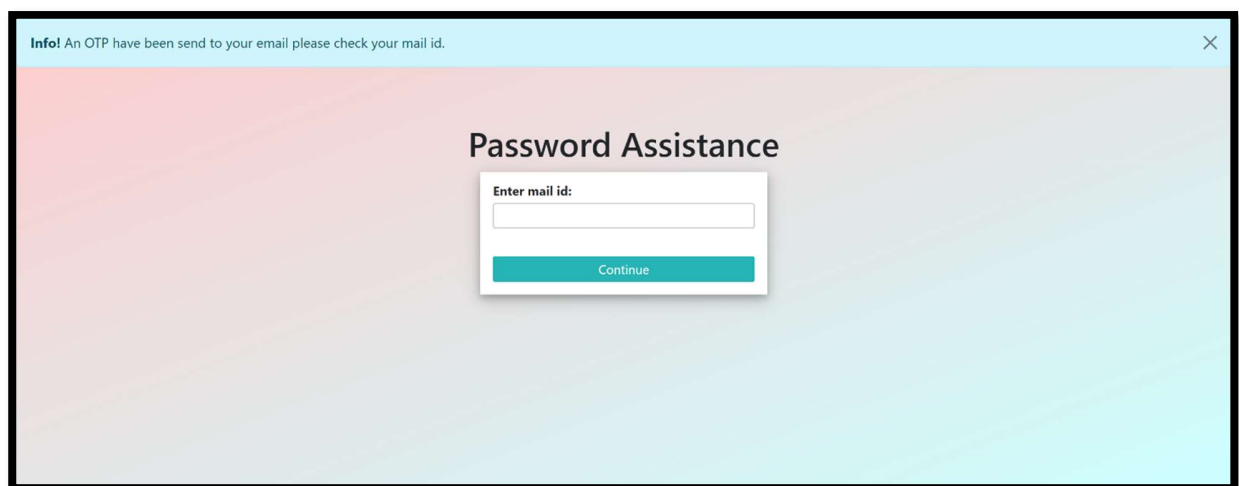 Info! An OTP have been send to your email please check your mail id.
Password Assistance
Enter mail id:
Continue